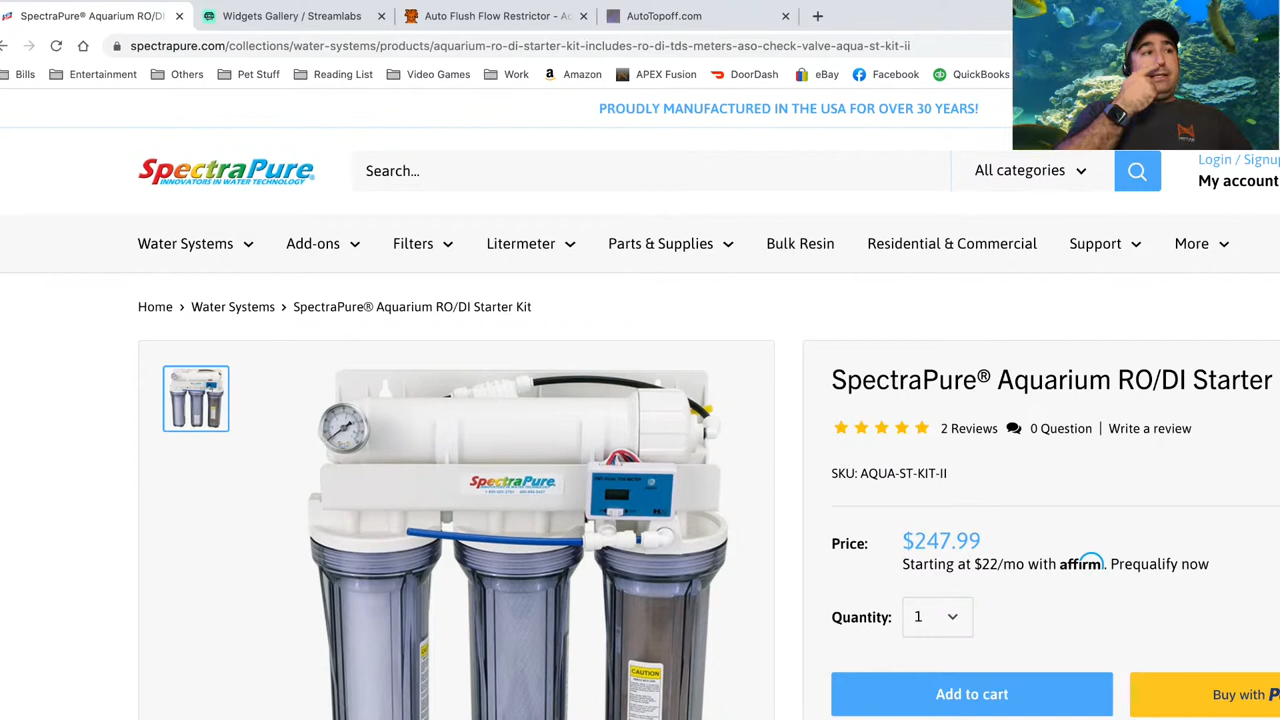 SpectraPure® Aquarium RO/DI
Widgets Gallery / Streamlabs
Auto Flush Flow Restrictor - Ac
AutoTopoff.com
spectrapure.com/collections/water-systems/products/aquarium-ro-di-starter-kit-includes-ro-di-tds-meters-aso-check-valve-aqua-st-kit-ii
Bills
Entertainment
Others
Pet Stuff
Reading List
Video Games
Work
Amazon
APEX Fusion
DoorDash
eBay
Facebook
QuickBooks
PROUDLY MANUFACTURED IN THE USA FOR OVER 30 YEARS!
SpectraPure®
INNOVATORS IN WATER TECHNOLOGY
Search...
All categories
Login / Signup
My account
Water Systems
Add-ons
Filters
Litermeter
Parts & Supplies
Bulk Resin
Residential & Commercial
Support
More
Home > Water Systems > SpectraPure® Aquarium RO/DI Starter Kit
SpectraPure
CAUTION
SpectraPure® Aquarium RO/DI Starter
2 Reviews
0 Question | Write a review
SKU: AQUA-ST-KIT-II
Price:
$247.99
Starting at $22/mo with affirm. Prequalify now
Quantity:
1
Add to cart
Buy with P